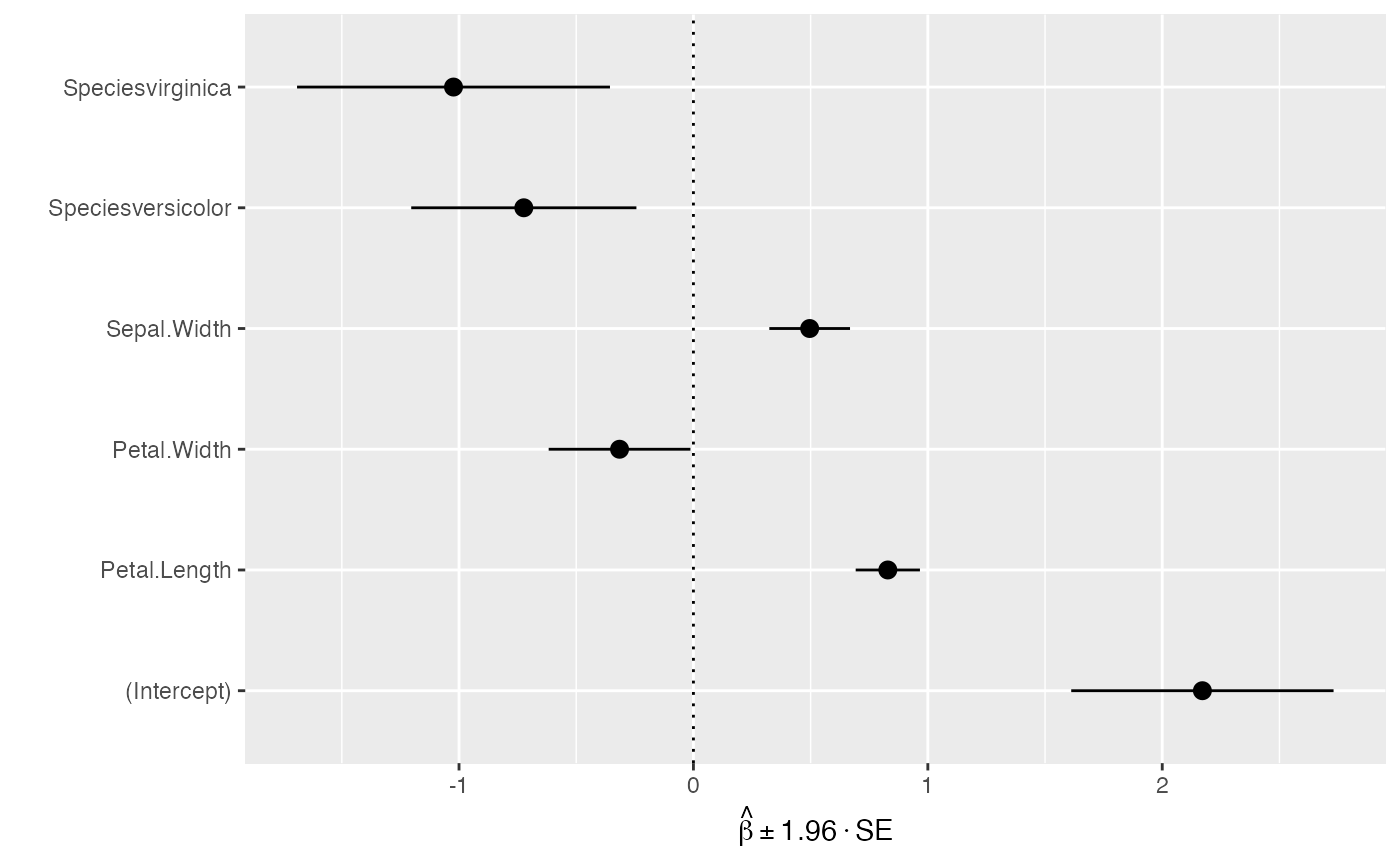 Speciesvirginica
Speciesversicolor
Sepal.Width
Petal.Width
Petal.Length
(Intercept)
-1 0 1 2
β̂ ± 1.96 · SE